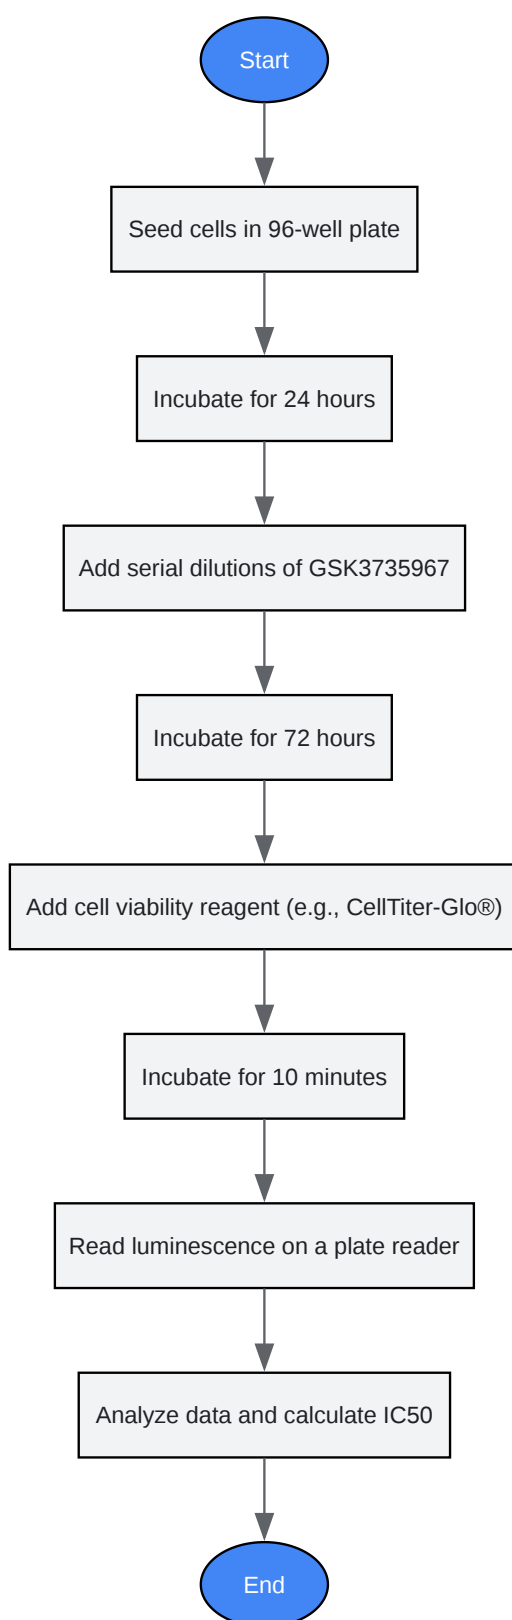 Start
Seed cells in 96-well plate
Incubate for 24 hours
Add serial dilutions of GSK3735967
Incubate for 72 hours
Add cell viability reagent (e.g., CellTiter-Glo®)
Incubate for 10 minutes
Read luminescence on a plate reader
Analyze data and calculate IC50
End